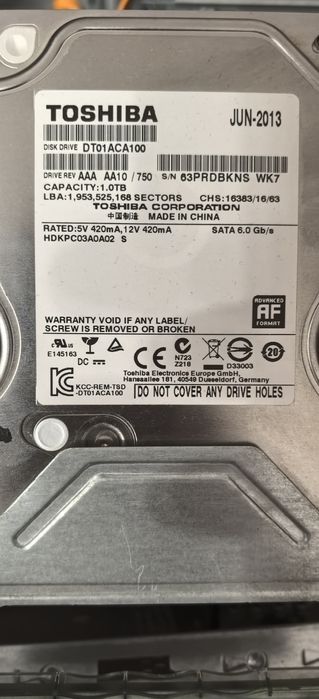 TOSHIBA
JUN-2013
DISK DRIVE DT01ACA100
DRIVE REV AAA AA10 / 750 S/N 63PRDBKNS WK7
CAPACITY:1.0TB
LBA:1,953,525,168 SECTORS CHS:16383/16/63
TOSHIBA CORPORATION
中国制造 MADE IN CHINA
RATED:5V 420mA,12V 420mA SATA 6.0 Gb/s
HDKPC03A0A02 S
ADVANCED
AF
FORMAT
WARRANTY VOID IF ANY LABEL/
SCREW IS REMOVED OR BROKEN
E145163
DC
CE
N723
Z218
D33003
20
Toshiba Electronics Europe GmbH,
Hansaallee 181, 40549 Dusseldorf, Germany
KCC-REM-TSD
-DT01ACA100
DO NOT COVER ANY DRIVE HOLES